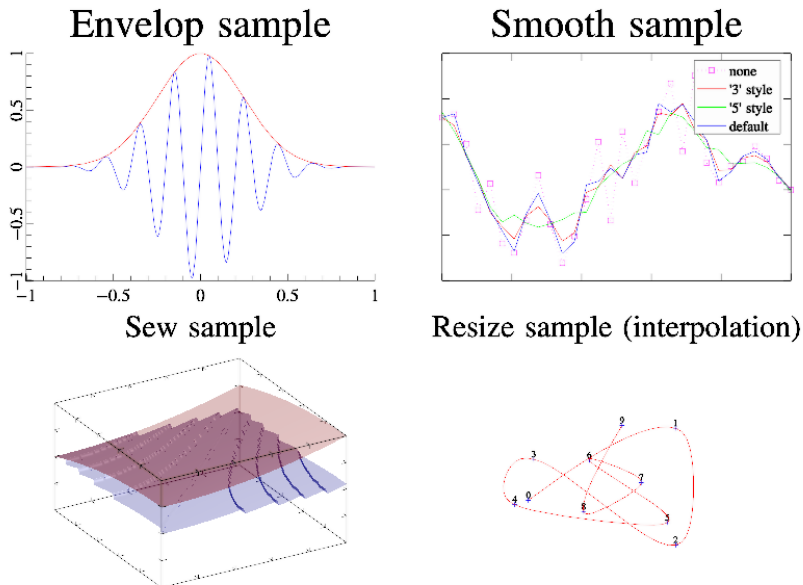 Envelop sample
1
0.5
0
−0.5
−1
−1
−0.5
0
0.5
1
Smooth sample
none
'3' style
'5' style
default
Sew sample
Resize sample (interpolation)
9
1
3
6
7
4
0
8
5
2